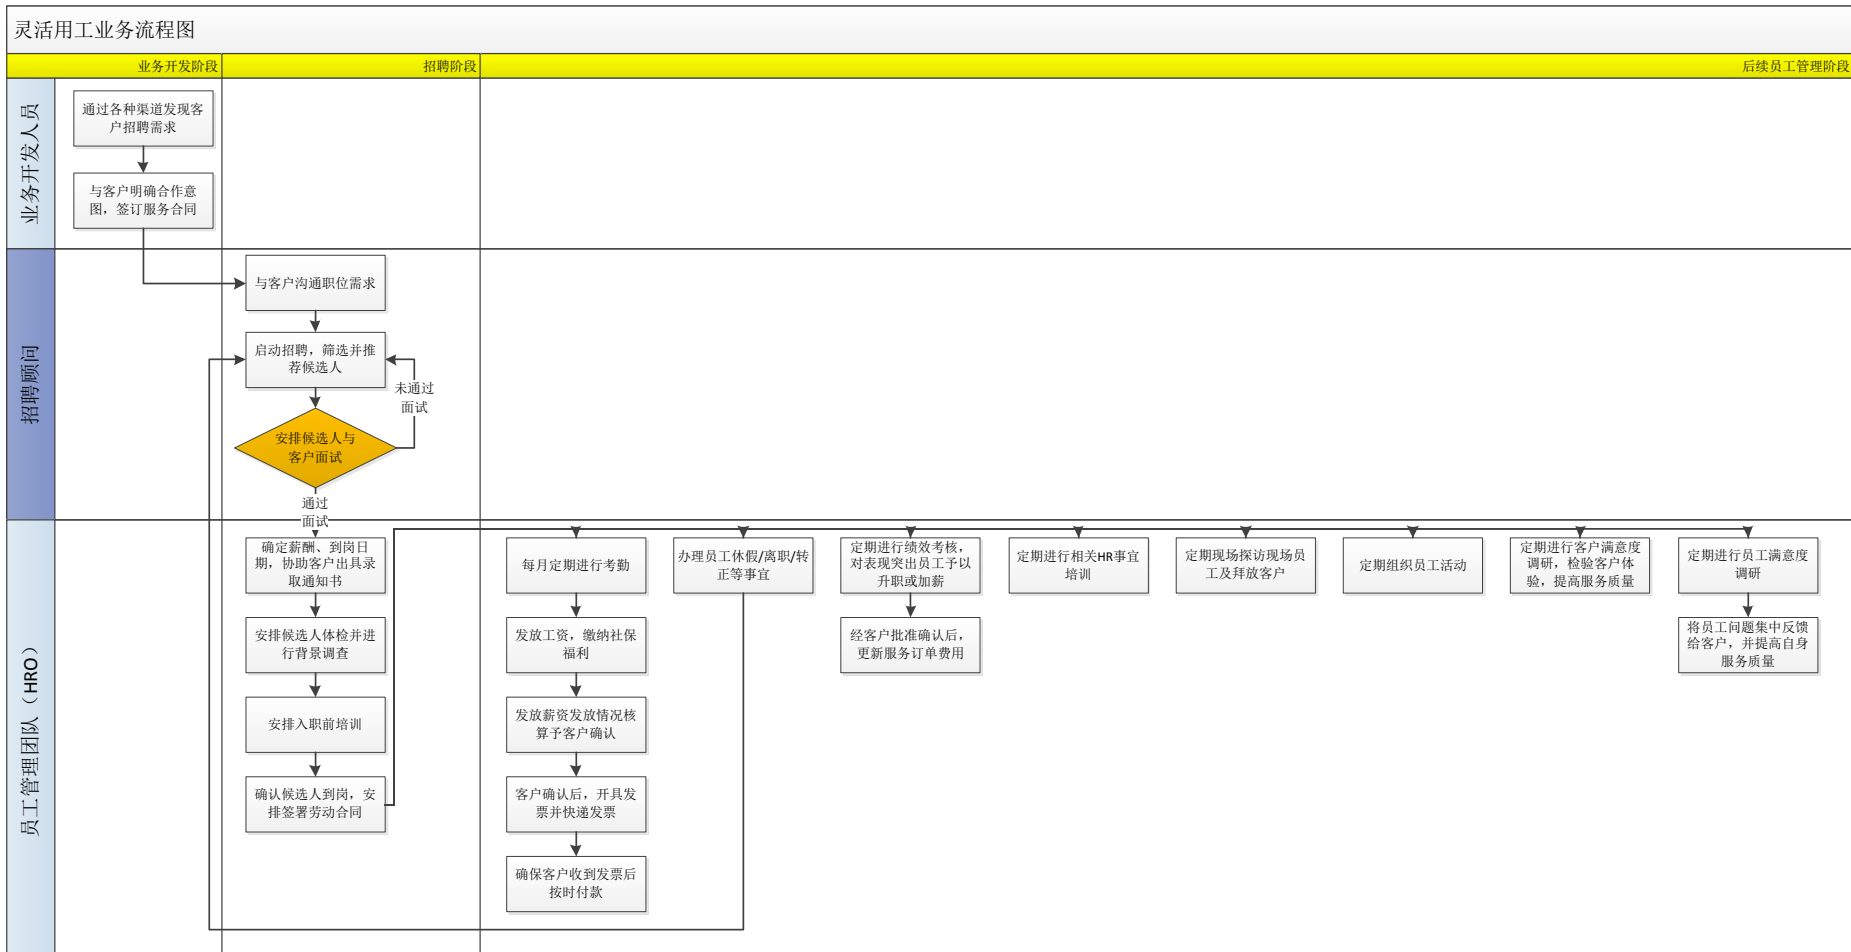 灵活用工业务流程图
业务开发阶段
招聘阶段
后续员工管理阶段
业务开发人员
通过各种渠道发现客
户招聘需求
与客户明确合作意
图，签订服务合同
招聘顾问
与客户沟通职位需求
启动招聘，筛选并推
荐候选人
未通过
面试
安排候选人与
客户面试
通过
面试
员工管理团队（HRO）
确定薪酬、到岗日
期，协助客户出具录
取通知书
安排候选人体检并进
行背景调查
安排入职前培训
确认候选人到岗，安
排签署劳动合同
每月定期进行考勤
发放工资，缴纳社保
福利
发放薪资发放情况核
算予客户确认
客户确认后，开具发
票并快递发票
确保客户收到发票后
按时付款
办理员工休假/离职/转
正等事宜
定期进行绩效考核，
对表现突出员工予以
升职或加薪
经客户批准确认后，
更新服务订单费用
定期进行相关HR事宜
培训
定期现场探访现场员
工及拜放客户
定期组织员工活动
定期进行客户满意度
调研，检验客户体
验，提高服务质量
定期进行员工满意度
调研
将员工问题集中反馈
给客户，并提高自身
服务质量